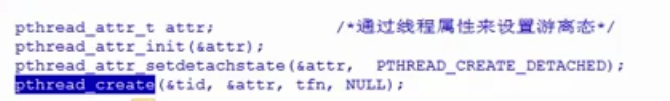 pthread_attr_t attr; /*通过线程属性来设置游离态*/
pthread_attr_init(&attr);
pthread_attr_setdetachstate(&attr, PTHREAD_CREATE_DETACHED);
pthread_create(&tid, &attr, tfn, NULL);